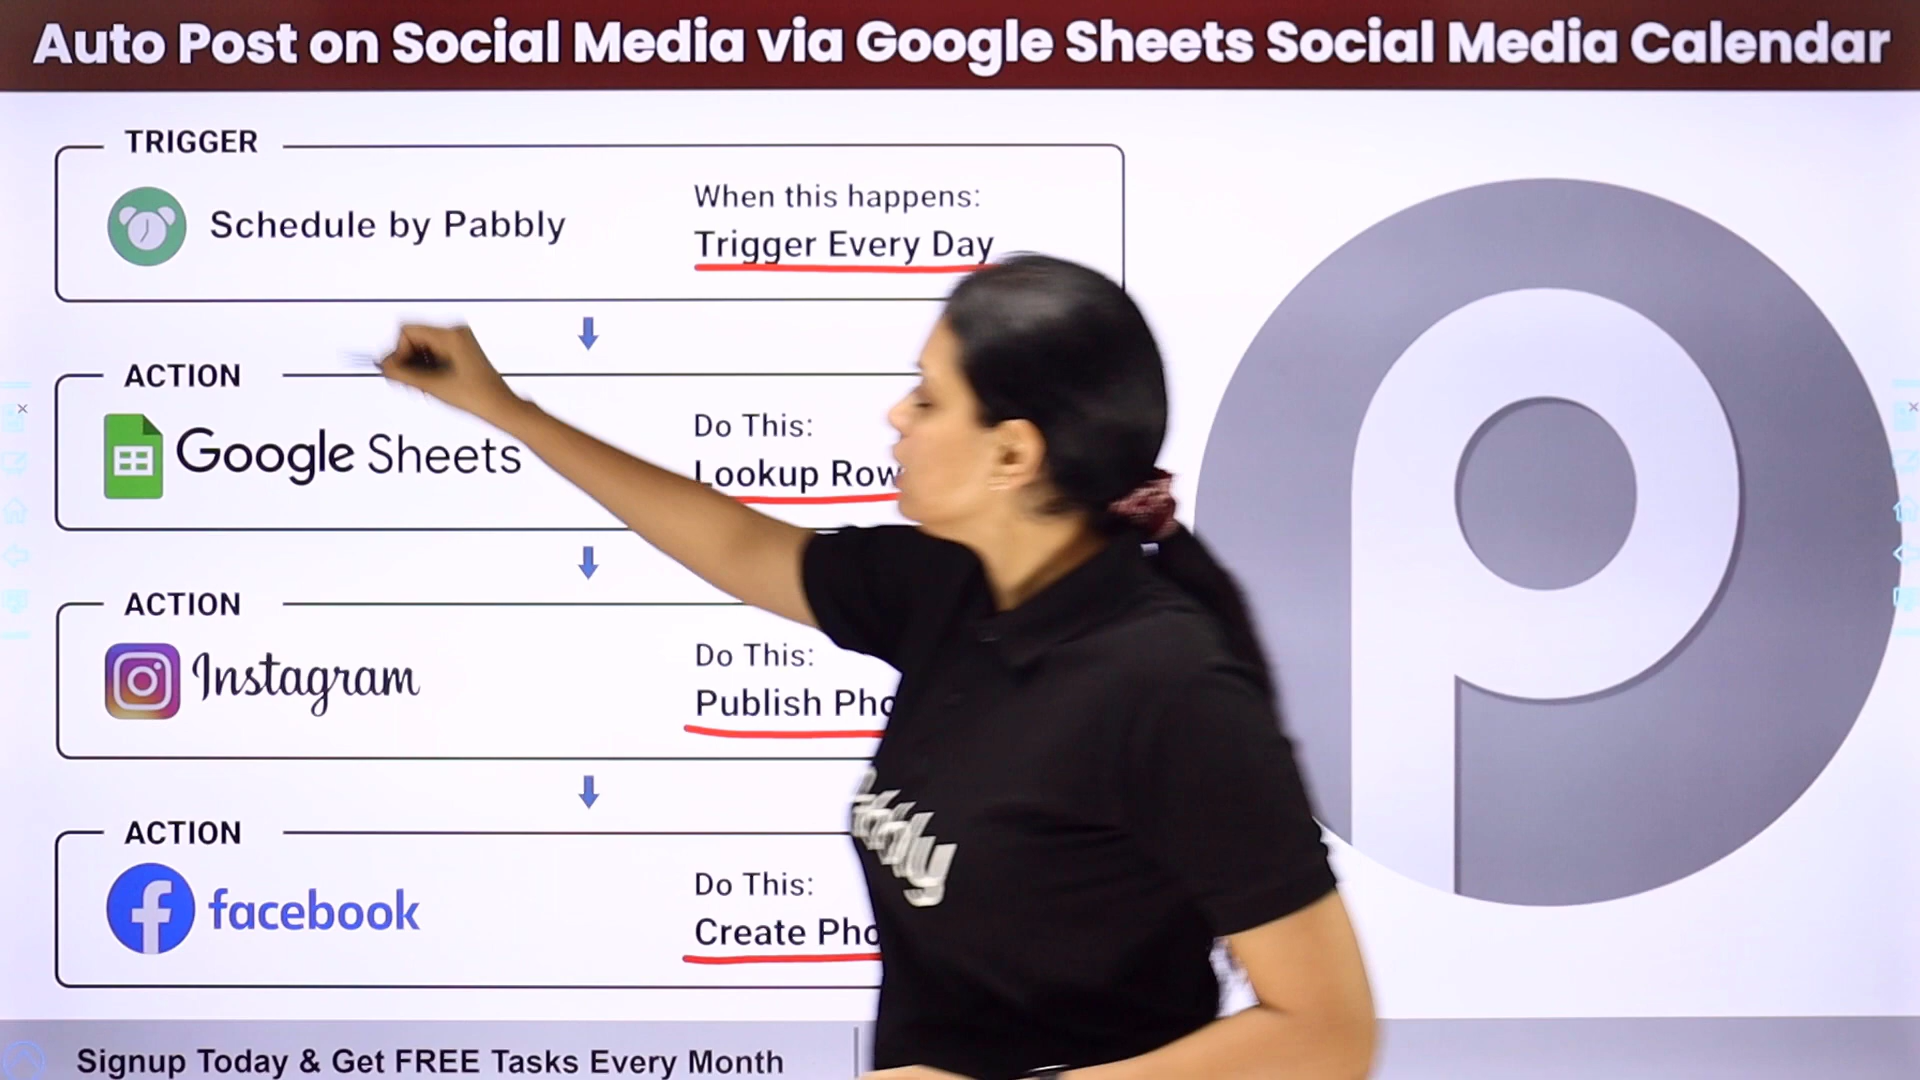 Auto Post on Social Media via Google Sheets Social Media Calendar
TRIGGER
Schedule by Pabbly
When this happens:
Trigger Every Day
ACTION
Google Sheets
Do This:
Lookup Row
ACTION
Instagram
Do This:
Publish Pho
ACTION
facebook
Do This:
Create Pho
Signup Today & Get FREE Tasks Every Month